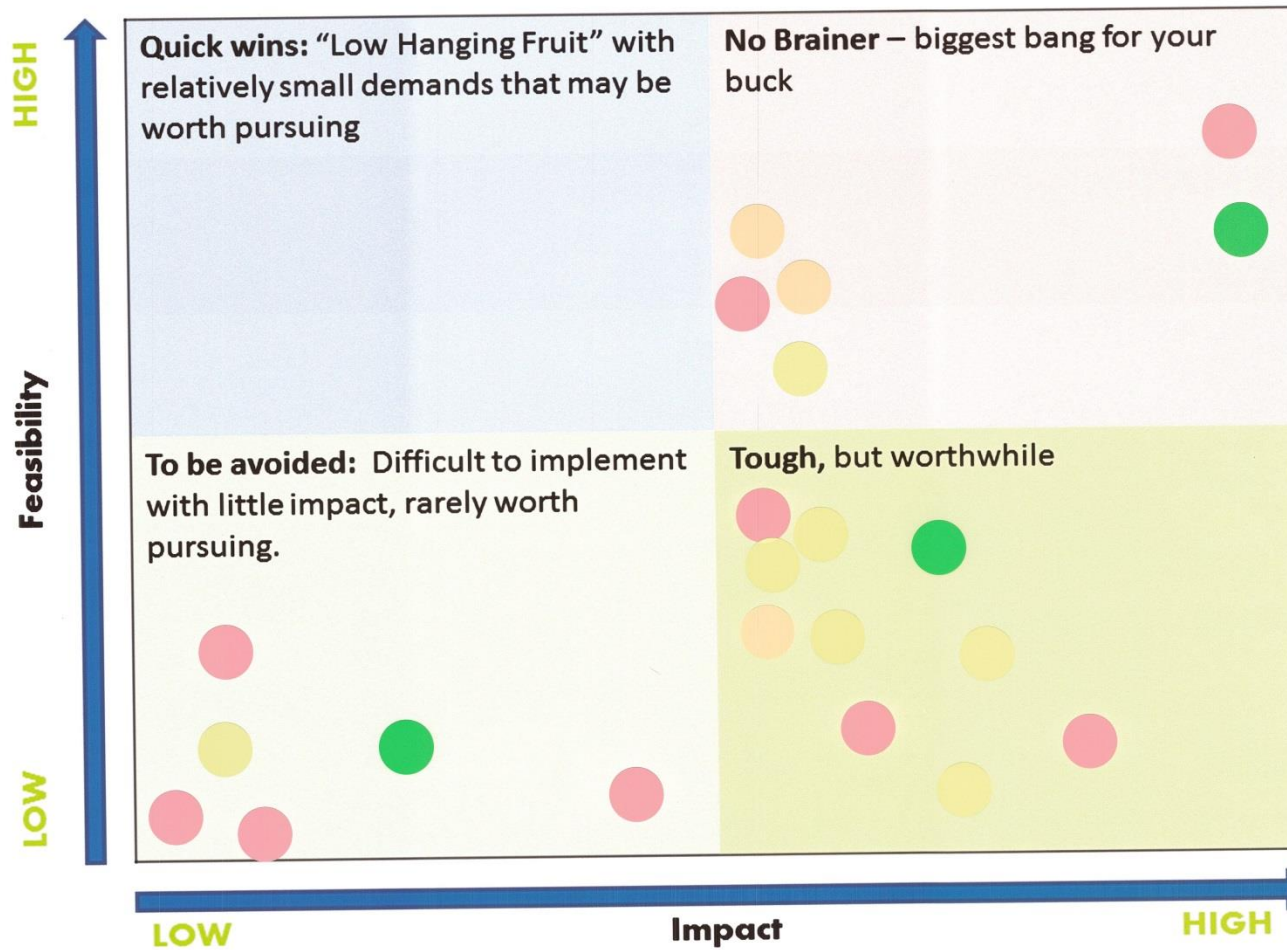 HIGH
Quick wins: “Low Hanging Fruit” with
relatively small demands that may be
worth pursuing
No Brainer – biggest bang for your
buck
Feasibility
To be avoided:  Difficult to implement
with little impact, rarely worth
pursuing.
Tough, but worthwhile
LOW
LOW
Impact
HIGH